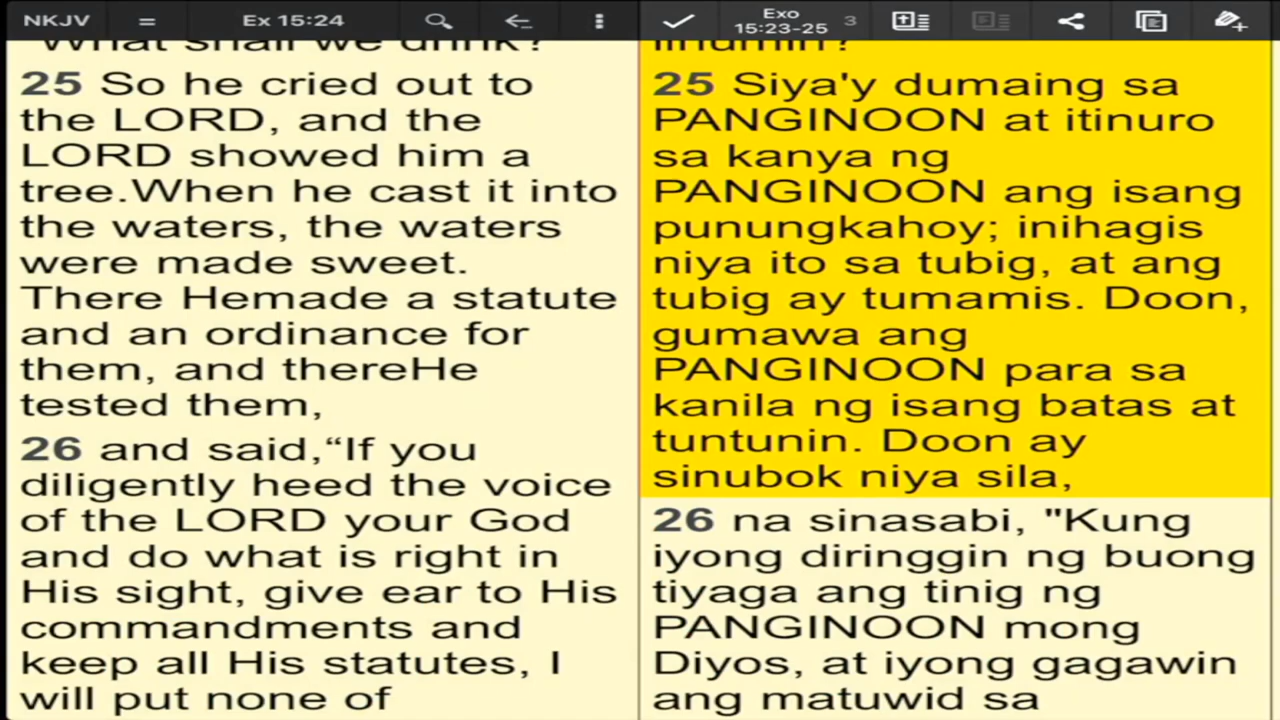 NKJV
Ex 15:24
Exo
15:23-25
3
"What shall we drink?"
25 So he cried out to
the LORD, and the
LORD showed him a
tree.When he cast it into
the waters, the waters
were made sweet.
There Hemade a statute
and an ordinance for
them, and thereHe
tested them,
26 and said,“If you
diligently heed the voice
of the LORD your God
and do what is right in
His sight, give ear to His
commandments and
keep all His statutes, I
will put none of
iinumin?
25 Siya'y dumaing sa
PANGINOON at itinuro
sa kanya ng
PANGINOON ang isang
punungkahoy; inihagis
niya ito sa tubig, at ang
tubig ay tumamis. Doon,
gumawa ang
PANGINOON para sa
kanila ng isang batas at
tuntunin. Doon ay
sinubok niya sila,
26 na sinasabi, "Kung
iyong diringgin ng buong
tiyaga ang tinig ng
PANGINOON mong
Diyos, at iyong gagawin
ang matuwid sa